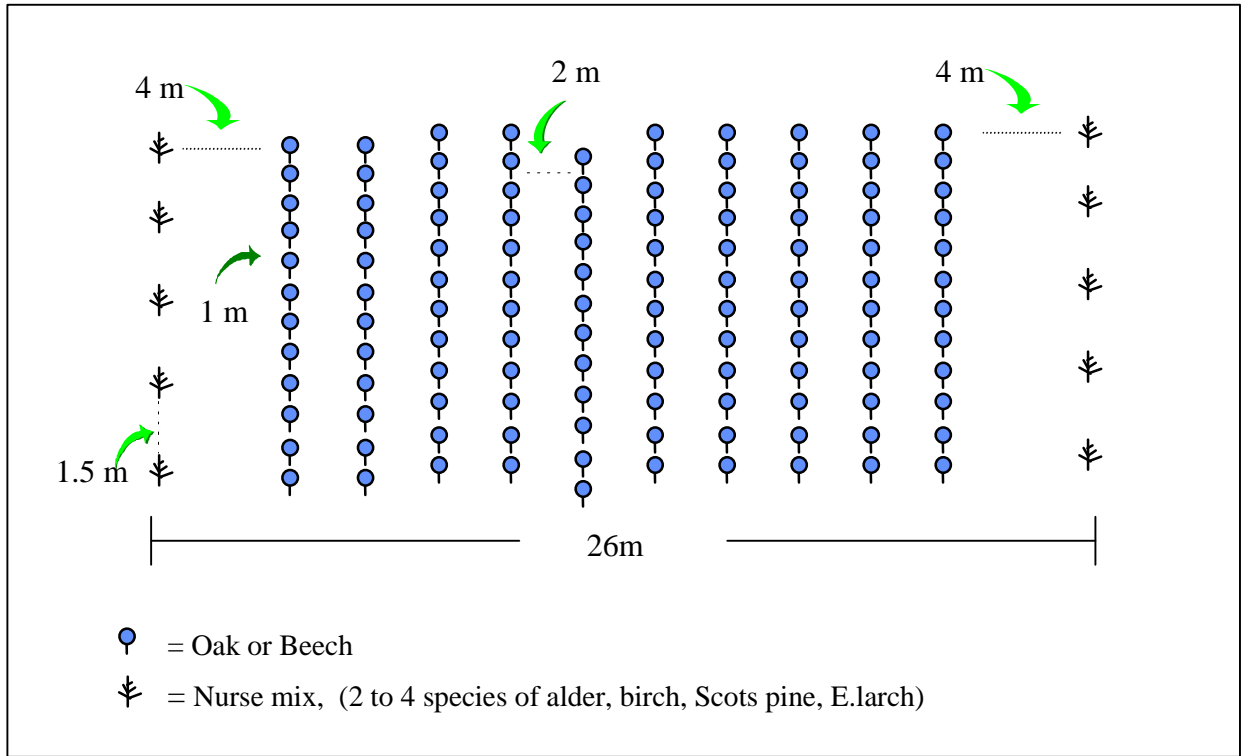 2 m
4 m
4 m
1 m
1.5 m
26m
= Oak or Beech
= Nurse mix, (2 to 4 species of alder, birch, Scots pine, E.larch)